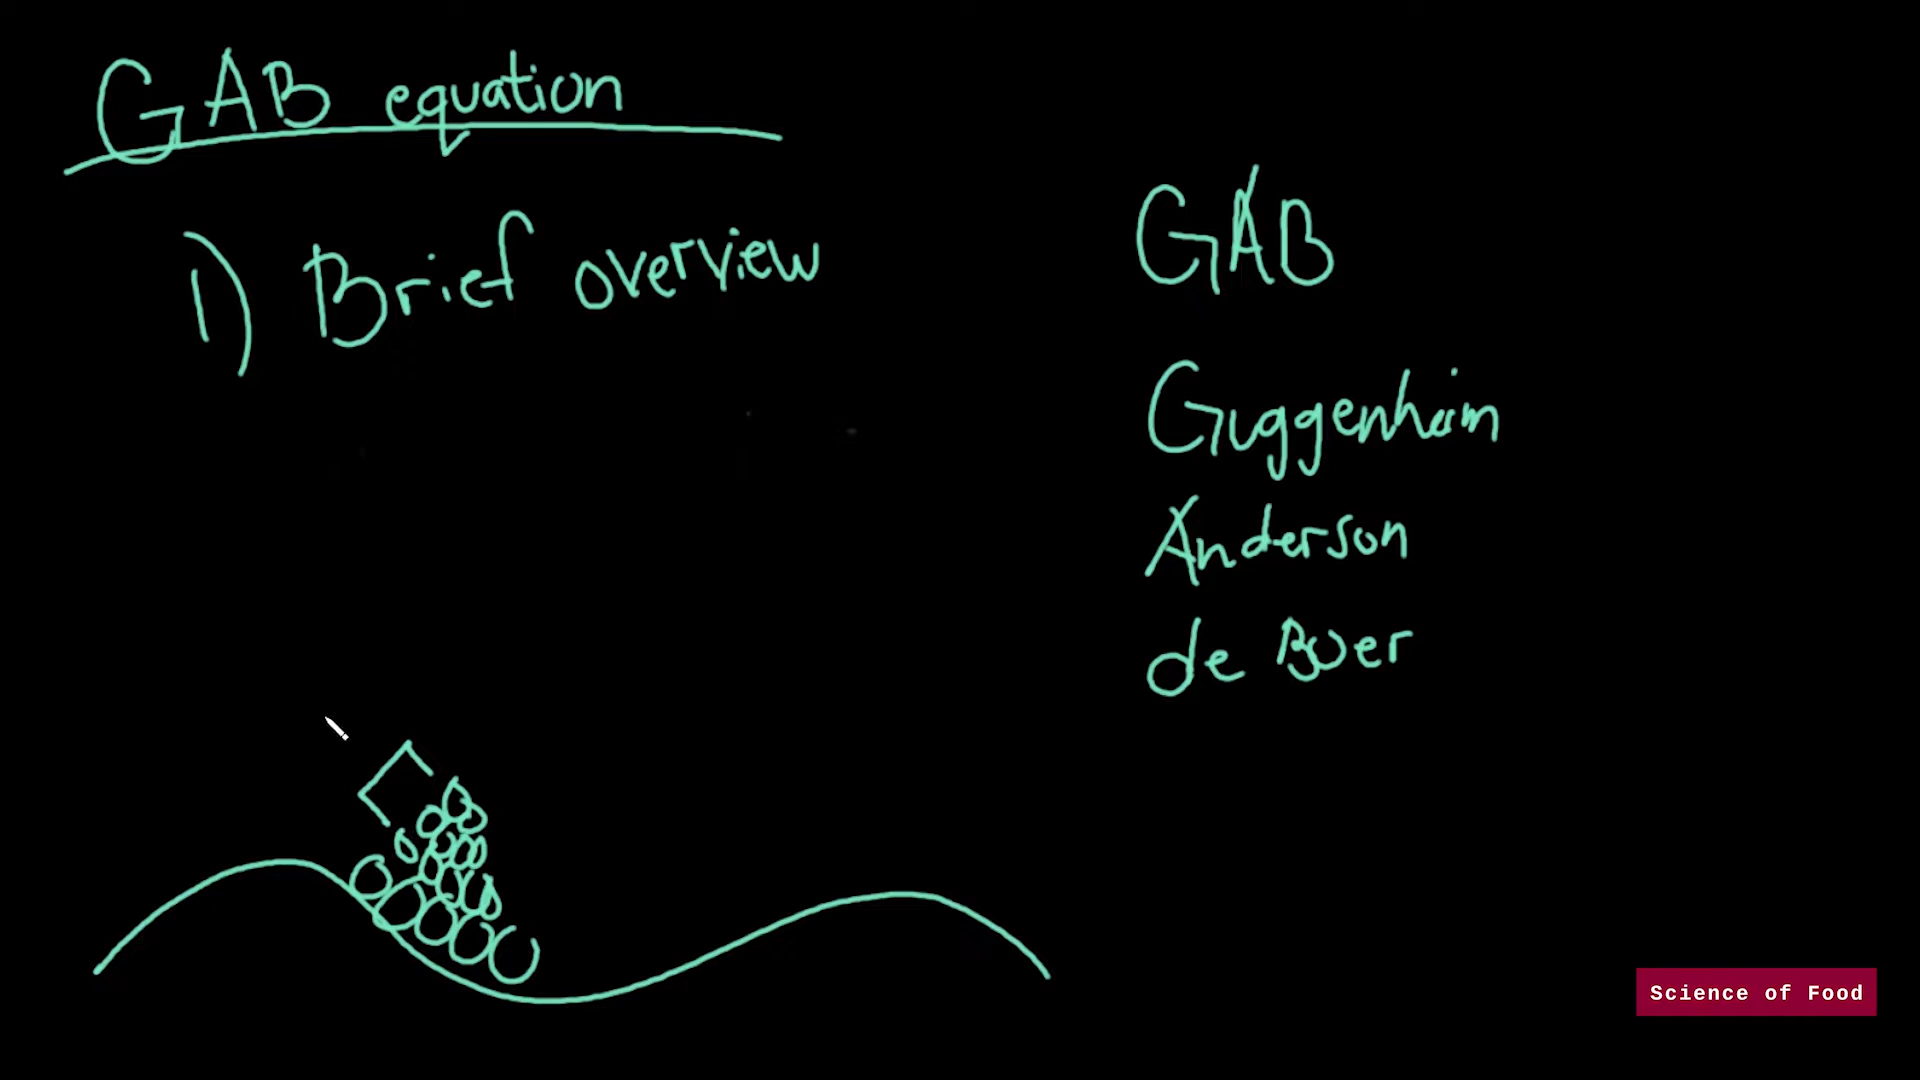 GAB equation
1) Brief overview
GAB
Guggenheim
Anderson
de Boer
Science of Food